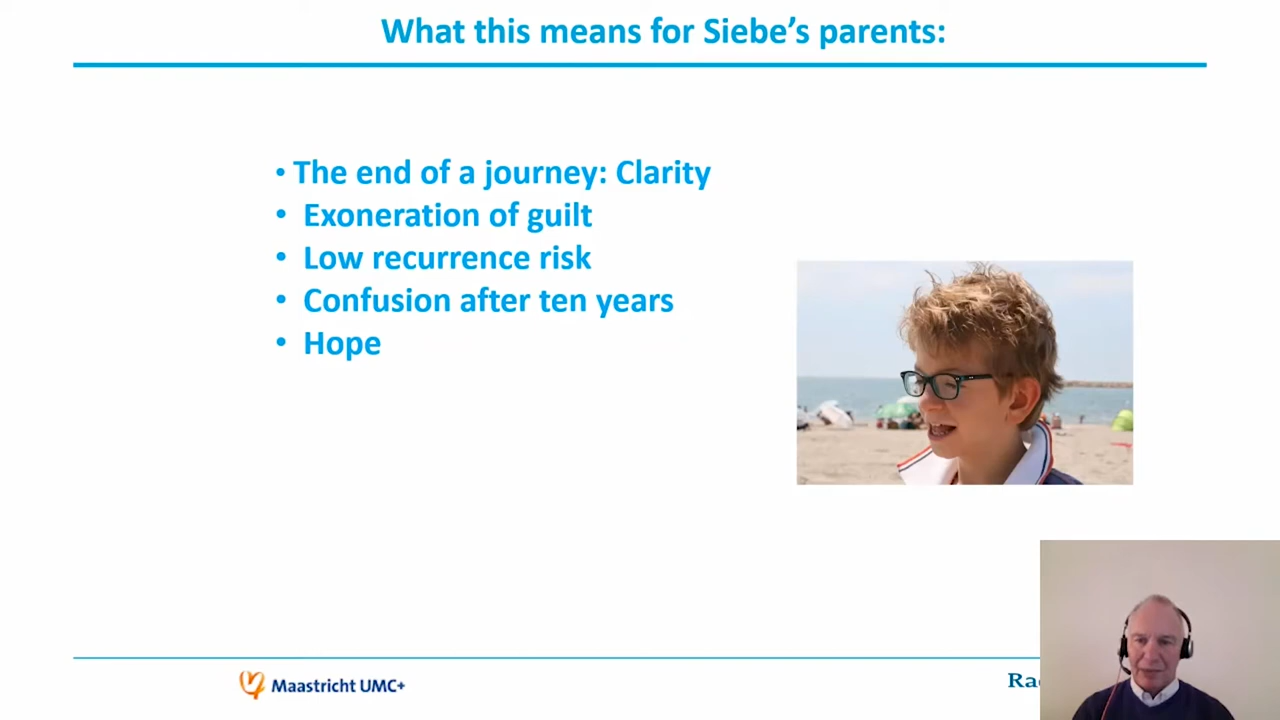 What this means for Siebe's parents:
• The end of a journey: Clarity
• Exoneration of guilt
• Low recurrence risk
• Confusion after ten years
• Hope
Maastricht UMC+